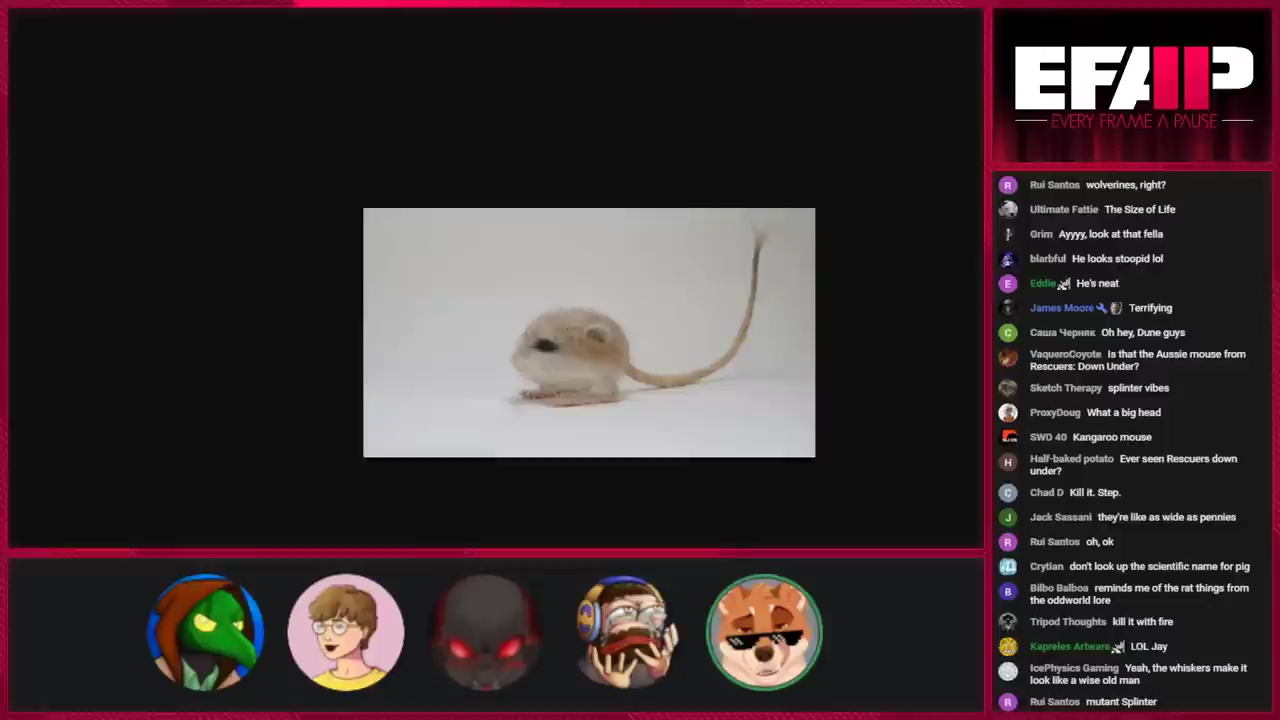 EFAP
EVERY FRAME A PAUSE
R
Rui Santos wolverines, right?
Ultimate Fattie The Size of Life
Grim Ayyyy, look at that fella
blarbful He looks stoopid lol
E
Eddie He's neat
James Moore Terrifying
C
Саша Черняк Oh hey, Dune guys
VaqueroCoyote Is that the Aussie mouse from
Rescuers: Down Under?
Sketch Therapy splinter vibes
ProxyDoug What a big head
SWD 40 Kangaroo mouse
H
Half-baked potato Ever seen Rescuers down
under?
C
Chad D Kill it. Step.
J
Jack Sassani they're like as wide as pennies
R
Rui Santos oh, ok
Crytian don't look up the scientific name for pig
B
Bilbo Balboa reminds me of the rat things from
the oddworld lore
Tripod Thoughts kill it with fire
Kapreles Artware LOL Jay
IcePhysics Gaming Yeah, the whiskers make it
look like a wise old man
R
Rui Santos mutant Splinter